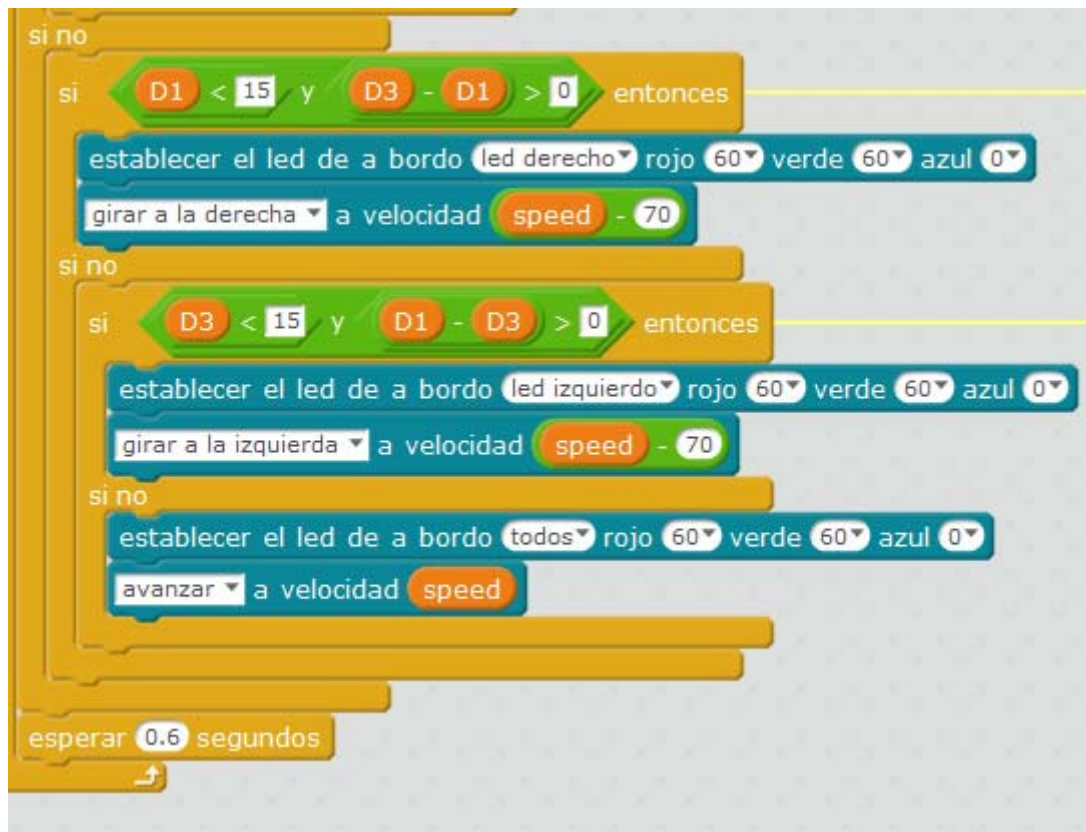 si no
si D1 < 15 y D3 - D1 > 0 entonces
establecer el led de a bordo led derecho rojo 60 verde 60 azul 0
girar a la derecha a velocidad speed - 70
si no
si D3 < 15 y D1 - D3 > 0 entonces
establecer el led de a bordo led izquierdo rojo 60 verde 60 azul 0
girar a la izquierda a velocidad speed - 70
si no
establecer el led de a bordo todos rojo 60 verde 60 azul 0
avanzar a velocidad speed
esperar 0.6 segundos